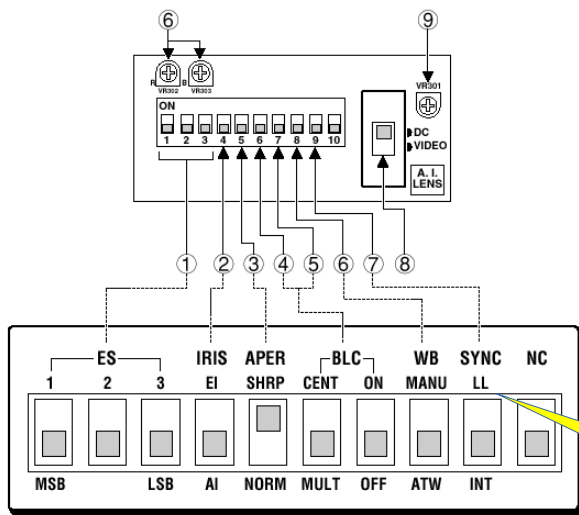 ⑥ ⑨
R VR302 B VR303 VR301
ON
1 2 3 4 5 6 7 8 9 10
DC
VIDEO
A. I.
LENS
① ② ③ ④ ⑤ ⑥ ⑦ ⑧
ES IRIS APER BLC WB SYNC NC
1 2 3 EI SHRP CENT ON MANU LL
MSB LSB AI NORM MULT OFF ATW INT